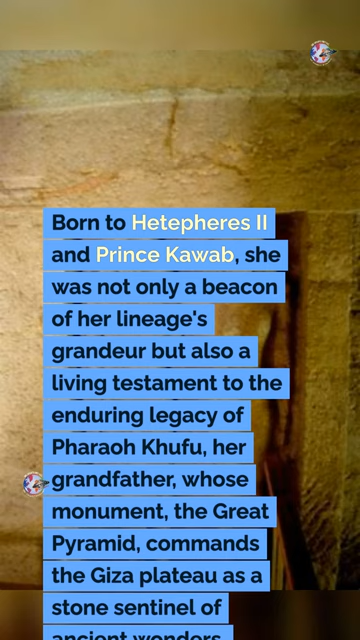 Born to Hetepheres II
and Prince Kawab, she
was not only a beacon
of her lineage's
grandeur but also a
living testament to the
enduring legacy of
Pharaoh Khufu, her
grandfather, whose
monument, the Great
Pyramid, commands
the Giza plateau as a
stone sentinel of
ancient wonders